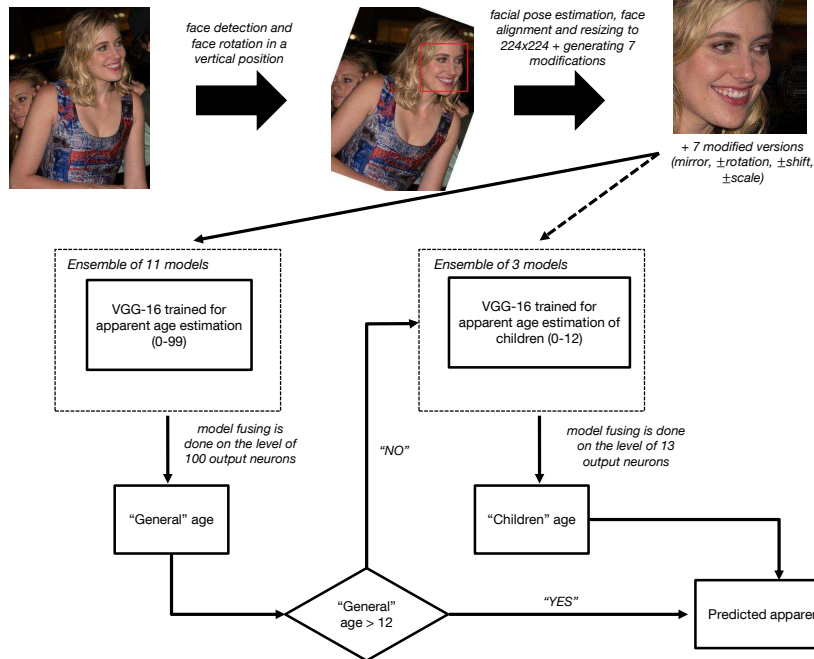 face detection and
face rotation in a
vertical position
facial pose estimation, face
alignment and resizing to
224x224 + generating 7
modifications
+ 7 modified versions
(mirror, ±rotation, ±shift,
±scale)
Ensemble of 11 models
VGG-16 trained for
apparent age estimation
(0-99)
Ensemble of 3 models
VGG-16 trained for
apparent age estimation of
children (0-12)
model fusing is
done on the level of
100 output neurons
“NO”
model fusing is done
on the level of 13
output neurons
“General” age
“Children” age
“General”
age > 12
“YES”
Predicted apparen